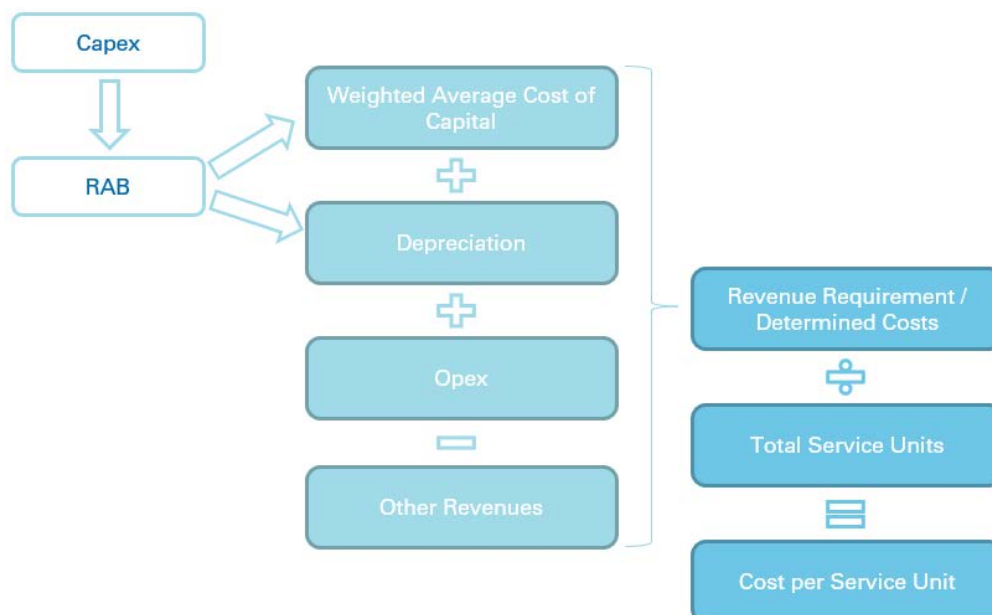 Capex
RAB
Weighted Average Cost of
Capital
Depreciation
Opex
Other Revenues
Revenue Requirement /
Determined Costs
Total Service Units
Cost per Service Unit